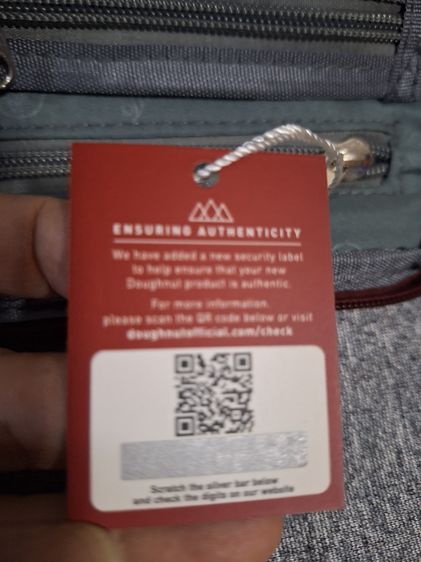 ENSURING AUTHENTICITY
We have added a new security label
to help ensure that your new
Doughnut product is authentic.
For more information,
please scan the QR code below or visit
doughnutofficial.com/check
Scratch the silver bar below
and check the digits on our website